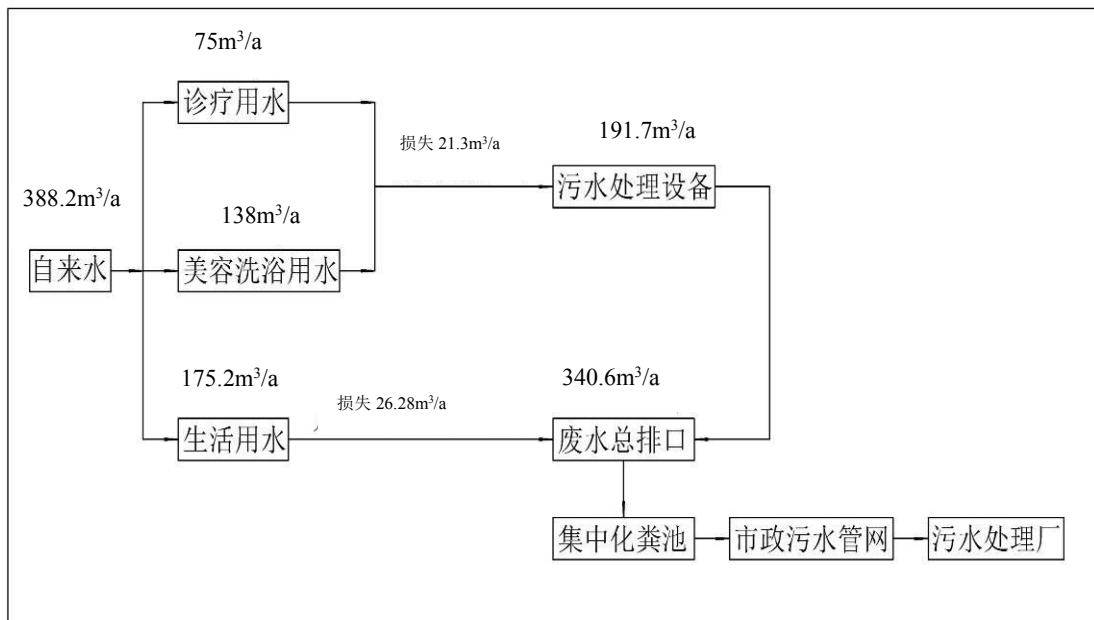 75m³/a
诊疗用水
损失 21.3m³/a
191.7m³/a
污水处理设备
388.2m³/a
138m³/a
自来水
美容洗浴用水
175.2m³/a
340.6m³/a
损失 26.28m³/a
生活用水
废水总排口
集中化粪池
市政污水管网
污水处理厂